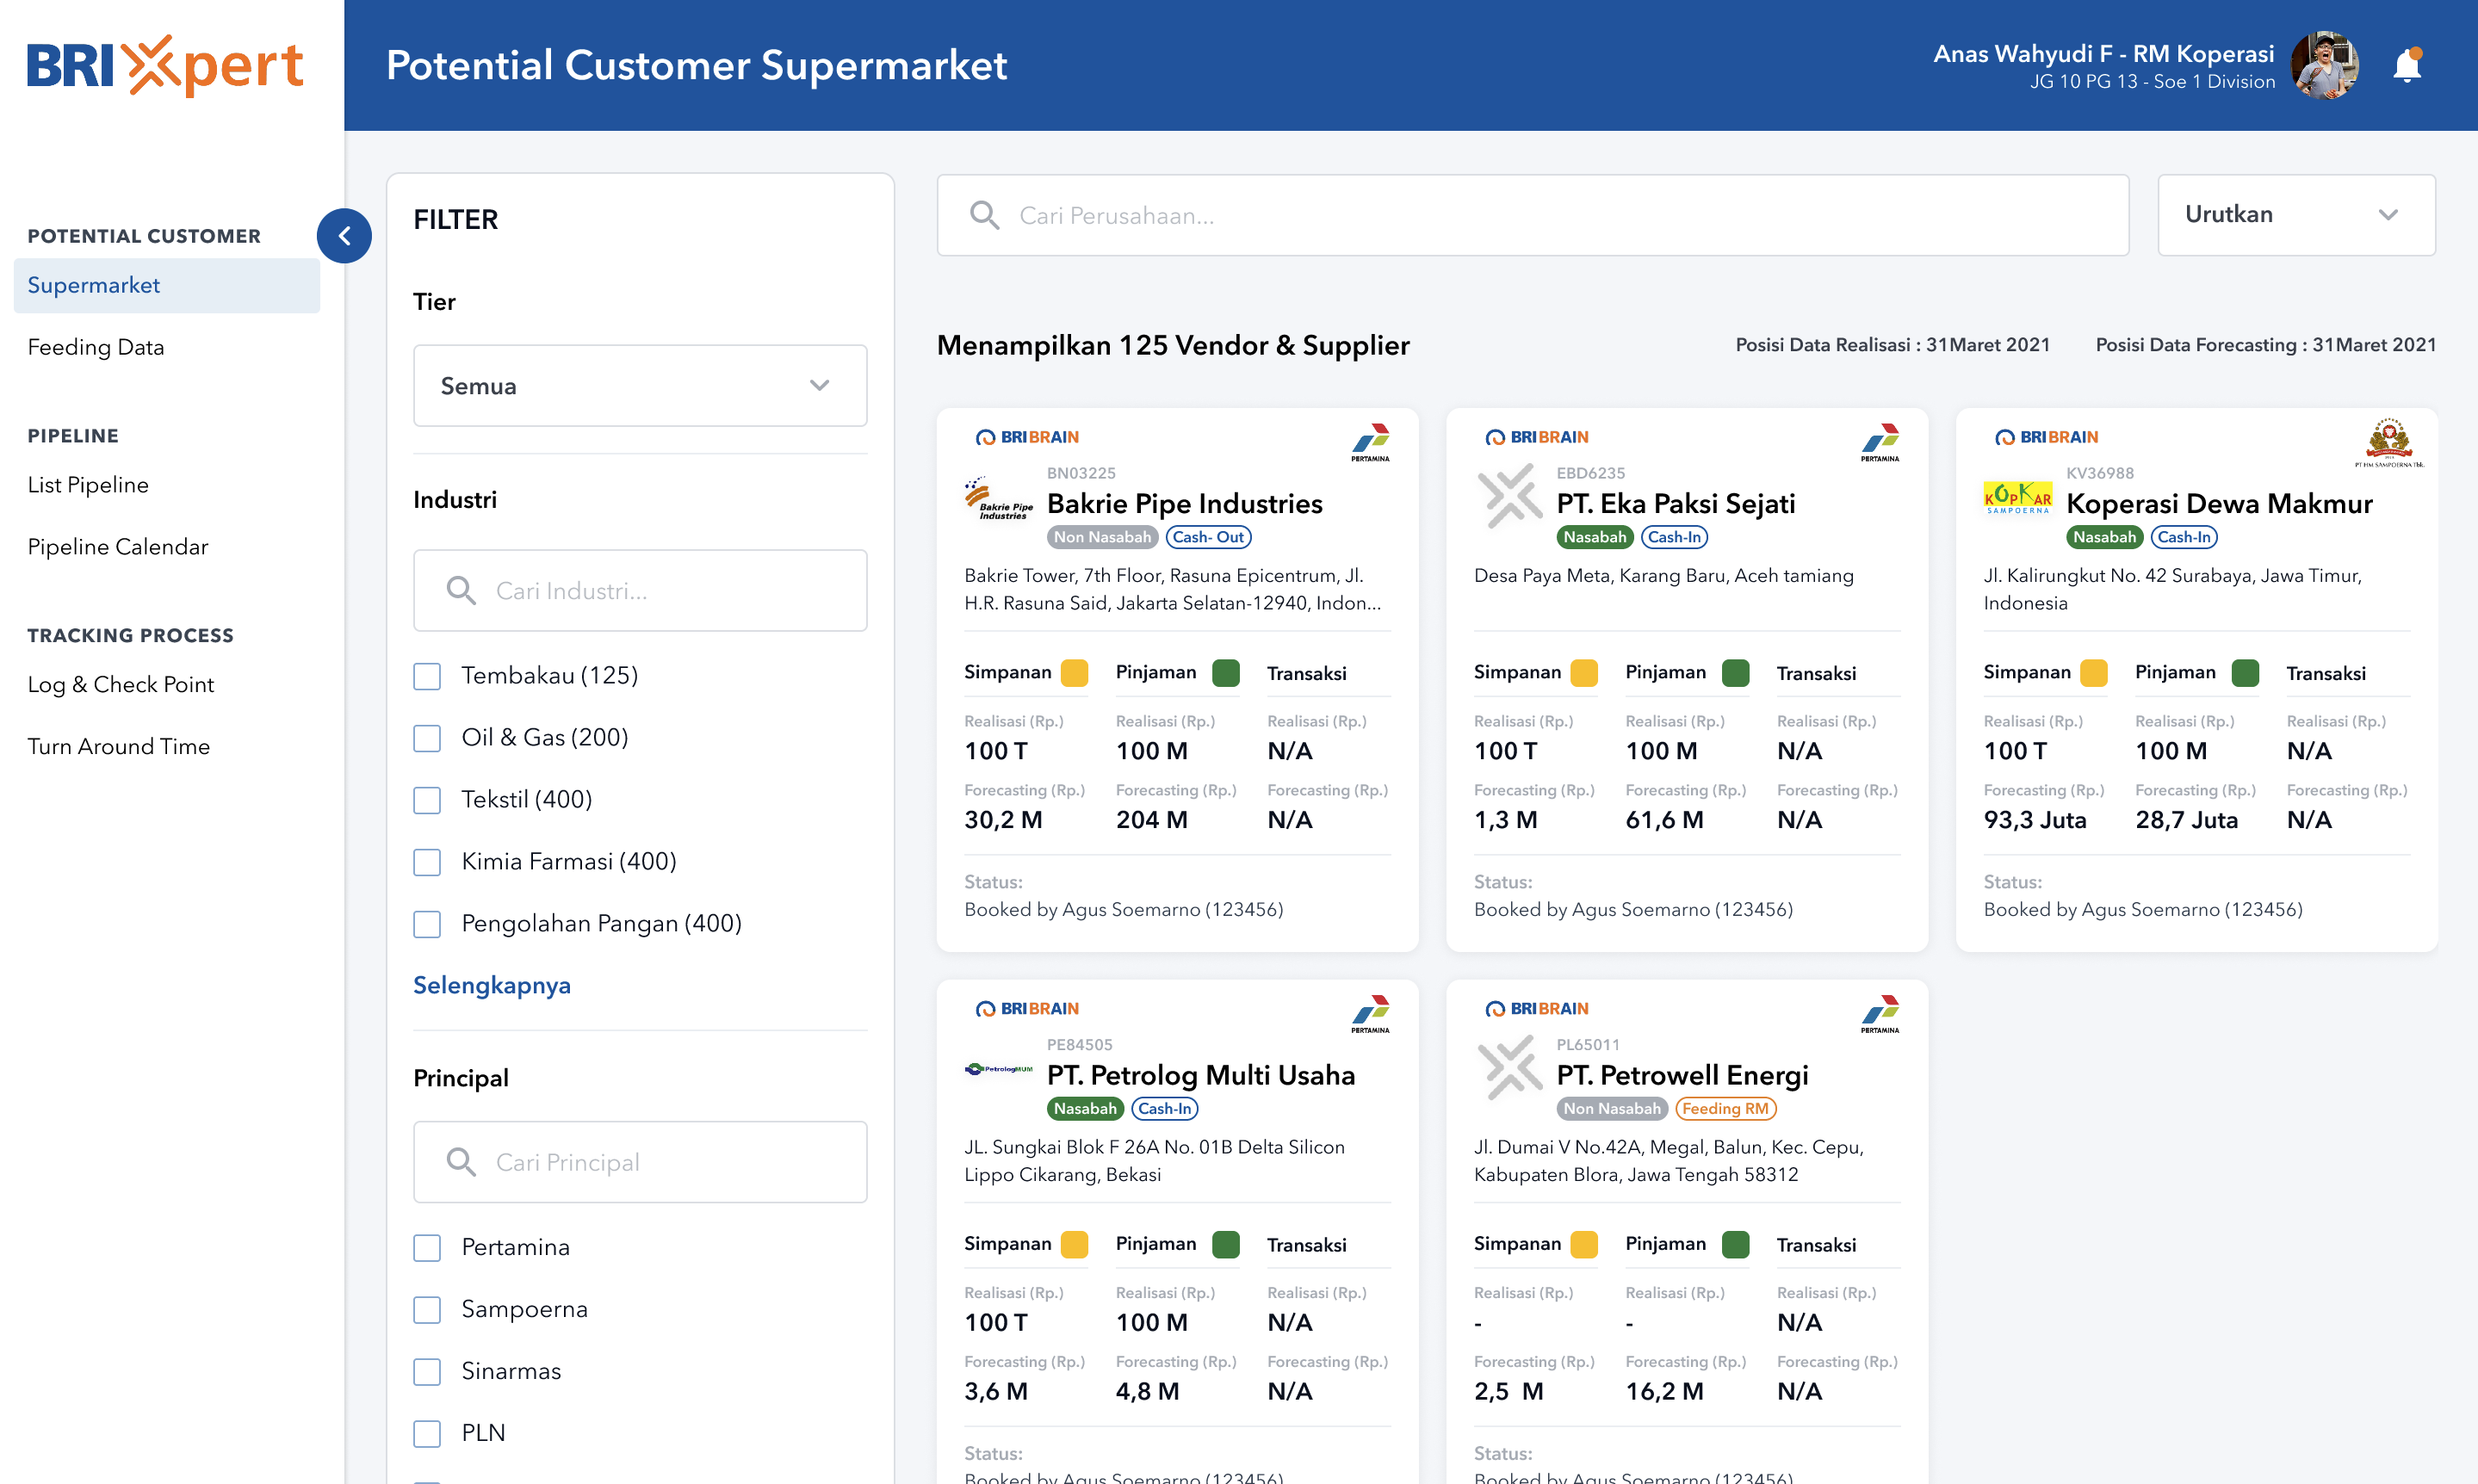 BRI Xpert
Potential Customer Supermarket
Anas Wahyudi F - RM Koperasi
JG 10 PG 13 - Soe 1 Division
POTENTIAL CUSTOMER
Supermarket
Feeding Data
PIPELINE
List Pipeline
Pipeline Calendar
TRACKING PROCESS
Log & Check Point
Turn Around Time
FILTER
Tier
Semua
Industri
Cari Industri...
Tembakau (125)
Oil & Gas (200)
Tekstil (400)
Kimia Farmasi (400)
Pengolahan Pangan (400)
Selengkapnya
Principal
Cari Principal
Pertamina
Sampoerna
Sinarmas
PLN
Cari Perusahaan...
Urutkan
Menampilkan 125 Vendor & Supplier
Posisi Data Realisasi : 31Maret 2021
Posisi Data Forecasting : 31Maret 2021
BRIBRAIN
PERTAMINA
BN03225
Bakrie Pipe
Industries
Bakrie Pipe Industries
Non Nasabah
Cash- Out
Bakrie Tower, 7th Floor, Rasuna Epicentrum, Jl.
H.R. Rasuna Said, Jakarta Selatan-12940, Indon...
Simpanan Pinjaman Transaksi
Realisasi (Rp.) Realisasi (Rp.) Realisasi (Rp.)
100 T 100 M N/A
Forecasting (Rp.) Forecasting (Rp.) Forecasting (Rp.)
30,2 M 204 M N/A
Status:
Booked by Agus Soemarno (123456)
BRIBRAIN
PERTAMINA
EBD6235
PT. Eka Paksi Sejati
Nasabah
Cash-In
Desa Paya Meta, Karang Baru, Aceh tamiang
Simpanan Pinjaman Transaksi
Realisasi (Rp.) Realisasi (Rp.) Realisasi (Rp.)
100 T 100 M N/A
Forecasting (Rp.) Forecasting (Rp.) Forecasting (Rp.)
1,3 M 61,6 M N/A
Status:
Booked by Agus Soemarno (123456)
BRIBRAIN
PT HM SAMPOERNA Tbk.
KV36988
KOPKAR
SAMPOERNA
Koperasi Dewa Makmur
Nasabah
Cash-In
Jl. Kalirungkut No. 42 Surabaya, Jawa Timur,
Indonesia
Simpanan Pinjaman Transaksi
Realisasi (Rp.) Realisasi (Rp.) Realisasi (Rp.)
100 T 100 M N/A
Forecasting (Rp.) Forecasting (Rp.) Forecasting (Rp.)
93,3 Juta 28,7 Juta N/A
Status:
Booked by Agus Soemarno (123456)
BRIBRAIN
PERTAMINA
PE84505
PetrologMUM
PT. Petrolog Multi Usaha
Nasabah
Cash-In
JL. Sungkai Blok F 26A No. 01B Delta Silicon
Lippo Cikarang, Bekasi
Simpanan Pinjaman Transaksi
Realisasi (Rp.) Realisasi (Rp.) Realisasi (Rp.)
100 T 100 M N/A
Forecasting (Rp.) Forecasting (Rp.) Forecasting (Rp.)
3,6 M 4,8 M N/A
Status:
Booked by Agus Soemarno (123456)
BRIBRAIN
PERTAMINA
PL65011
PT. Petrowell Energi
Non Nasabah
Feeding RM
Jl. Dumai V No.42A, Megal, Balun, Kec. Cepu,
Kabupaten Blora, Jawa Tengah 58312
Simpanan Pinjaman Transaksi
Realisasi (Rp.) Realisasi (Rp.) Realisasi (Rp.)
- - N/A
Forecasting (Rp.) Forecasting (Rp.) Forecasting (Rp.)
2,5 M 16,2 M N/A
Status:
Booked by Agus Soemarno (123456)